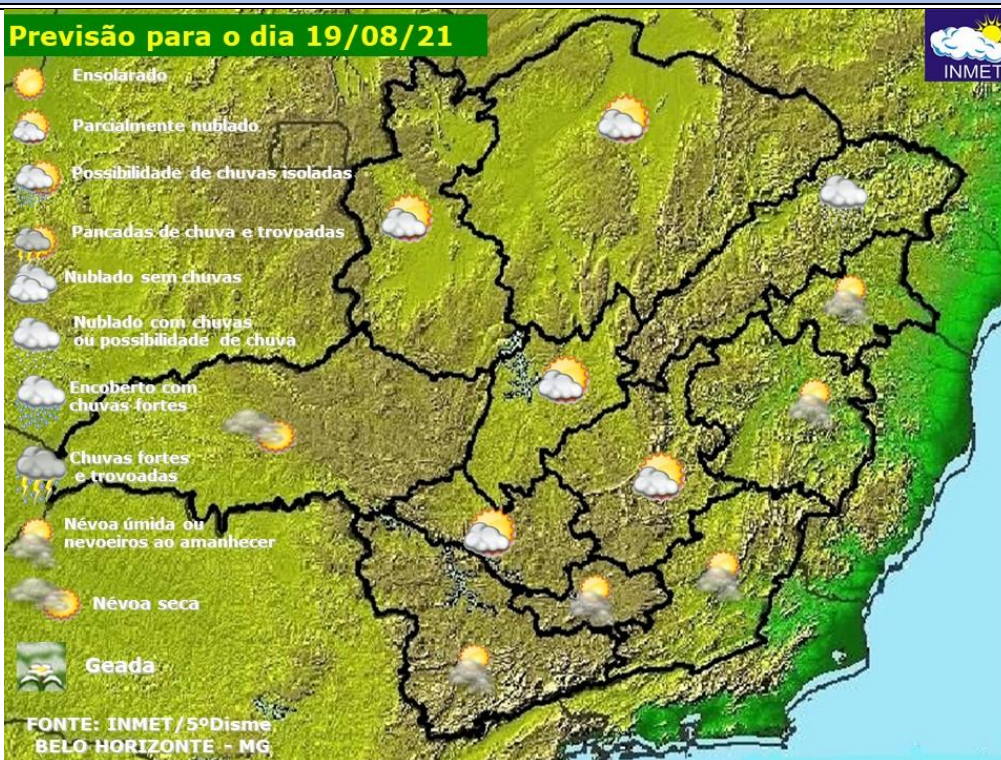 Previsão para o dia 19/08/21
INMET
Ensolarado
Parcialmente nublado
Possibilidade de chuvas isoladas
Pancadas de chuva e trovoadas
Nublado sem chuvas
Nublado com chuvas
ou possibilidade de chuva
Encoberto com
chuvas fortes
Chuvas fortes
e trovoadas
Névoa úmida ou
nevoeiros ao amanhecer
Névoa seca
Geada
FONTE: INMET/5ºDisme
BELO HORIZONTE - MG